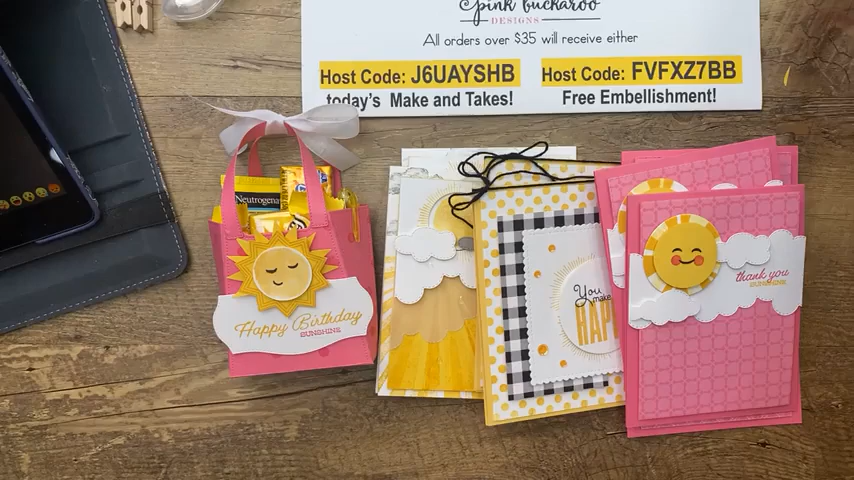 pink buckaroo
DESIGNS
All orders over $35 will receive either
Host Code: J6UAYSHB
today's Make and Takes!
Host Code: FVFXZ7BB
Free Embellishment!
Neutrogena
Happy Birthday
SUNSHINE
You
make
thank you
SUNSHINE